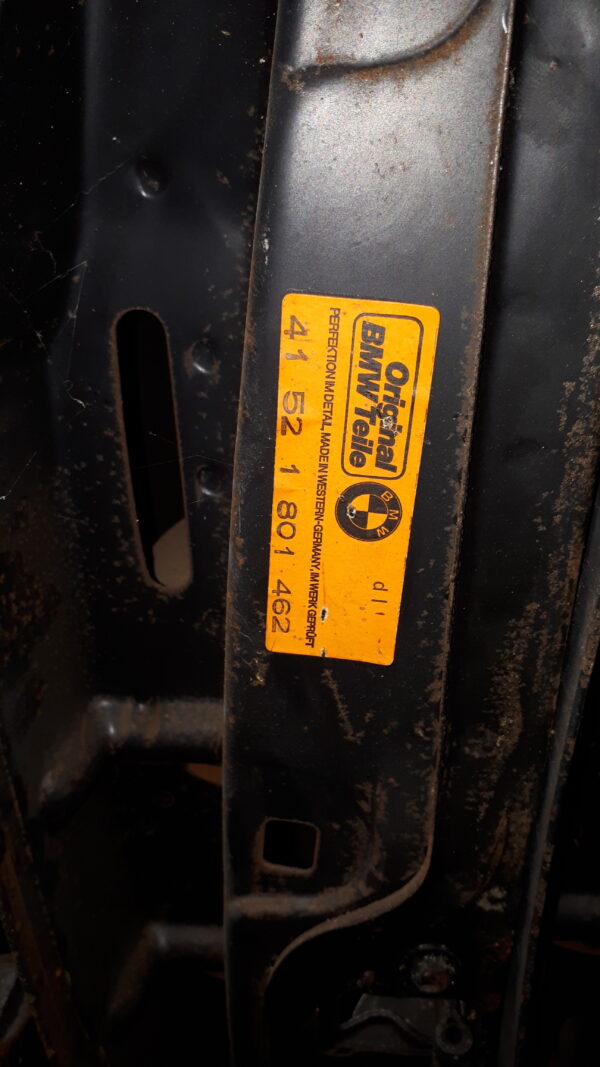 Original
BMW Teile
BMW
PERFEKTION IM DETAIL, MADE IN WESTERN-GERMANY, IM WERK GEPRÜFT
41 52 1 801 462